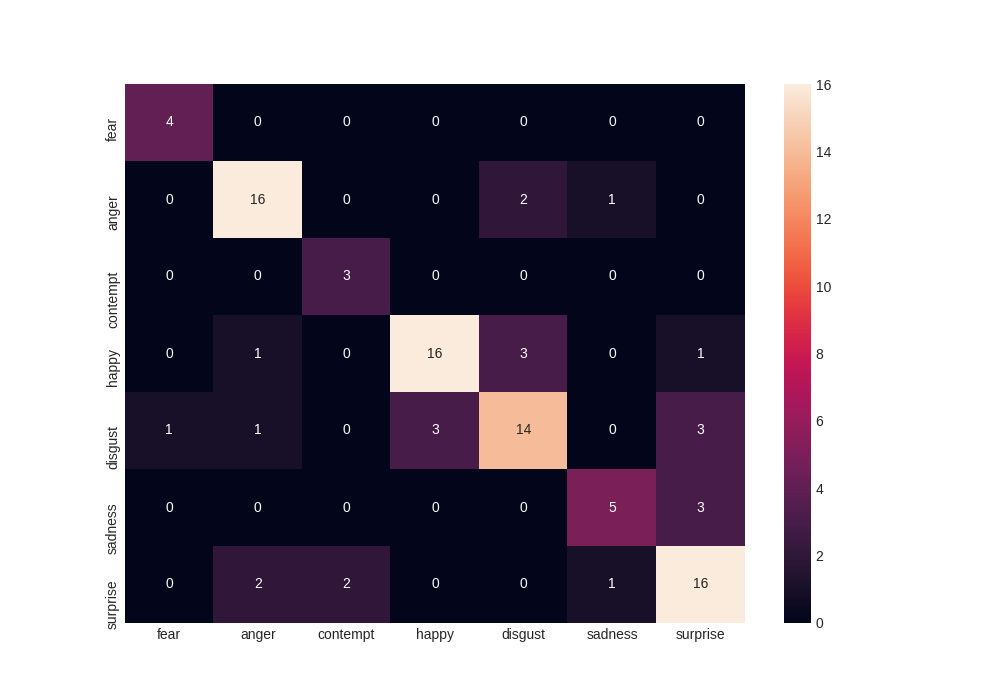 fear 4 0 0 0 0 0 0
anger 0 16 0 0 2 1 0
contempt 0 0 3 0 0 0 0
happy 0 1 0 16 3 0 1
disgust 1 1 0 3 14 0 3
sadness 0 0 0 0 0 5 3
surprise 0 2 2 0 0 1 16
fear anger contempt happy disgust sadness surprise
16
14
12
10
8
6
4
2
0